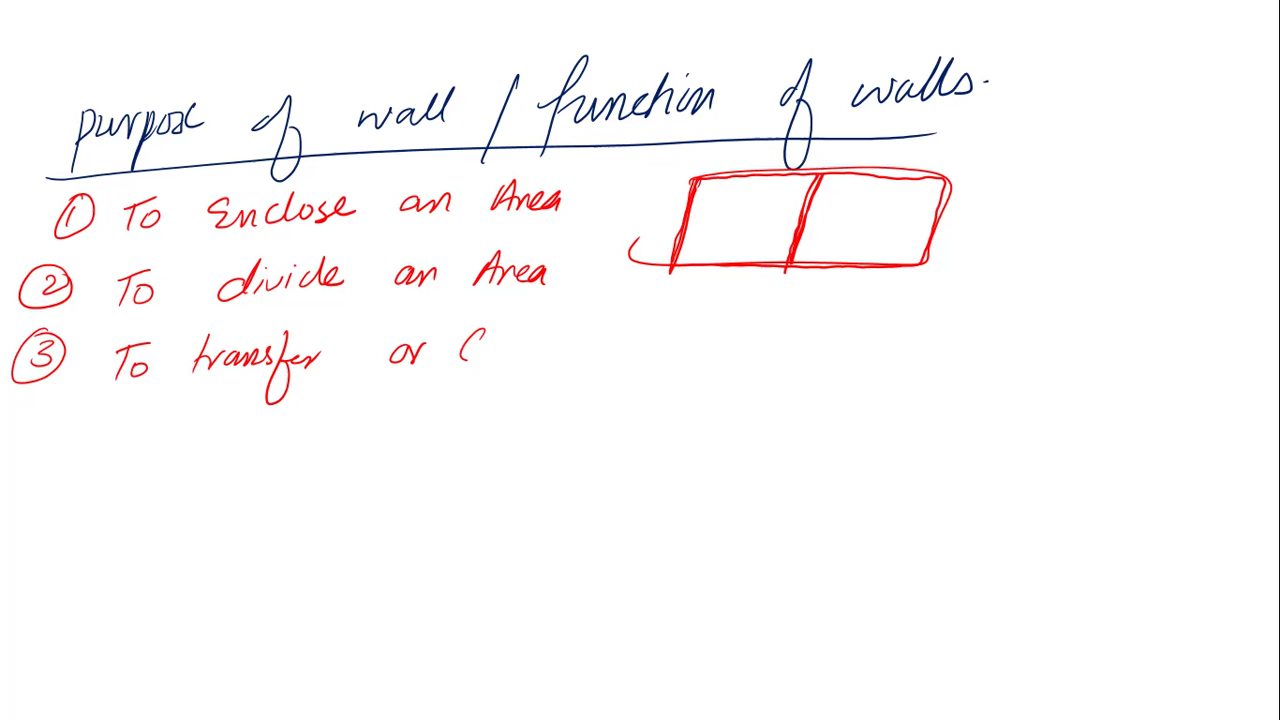 purpose of wall / function of walls.
① To Enclose an Area
② To divide an Area
③ To transfer or C